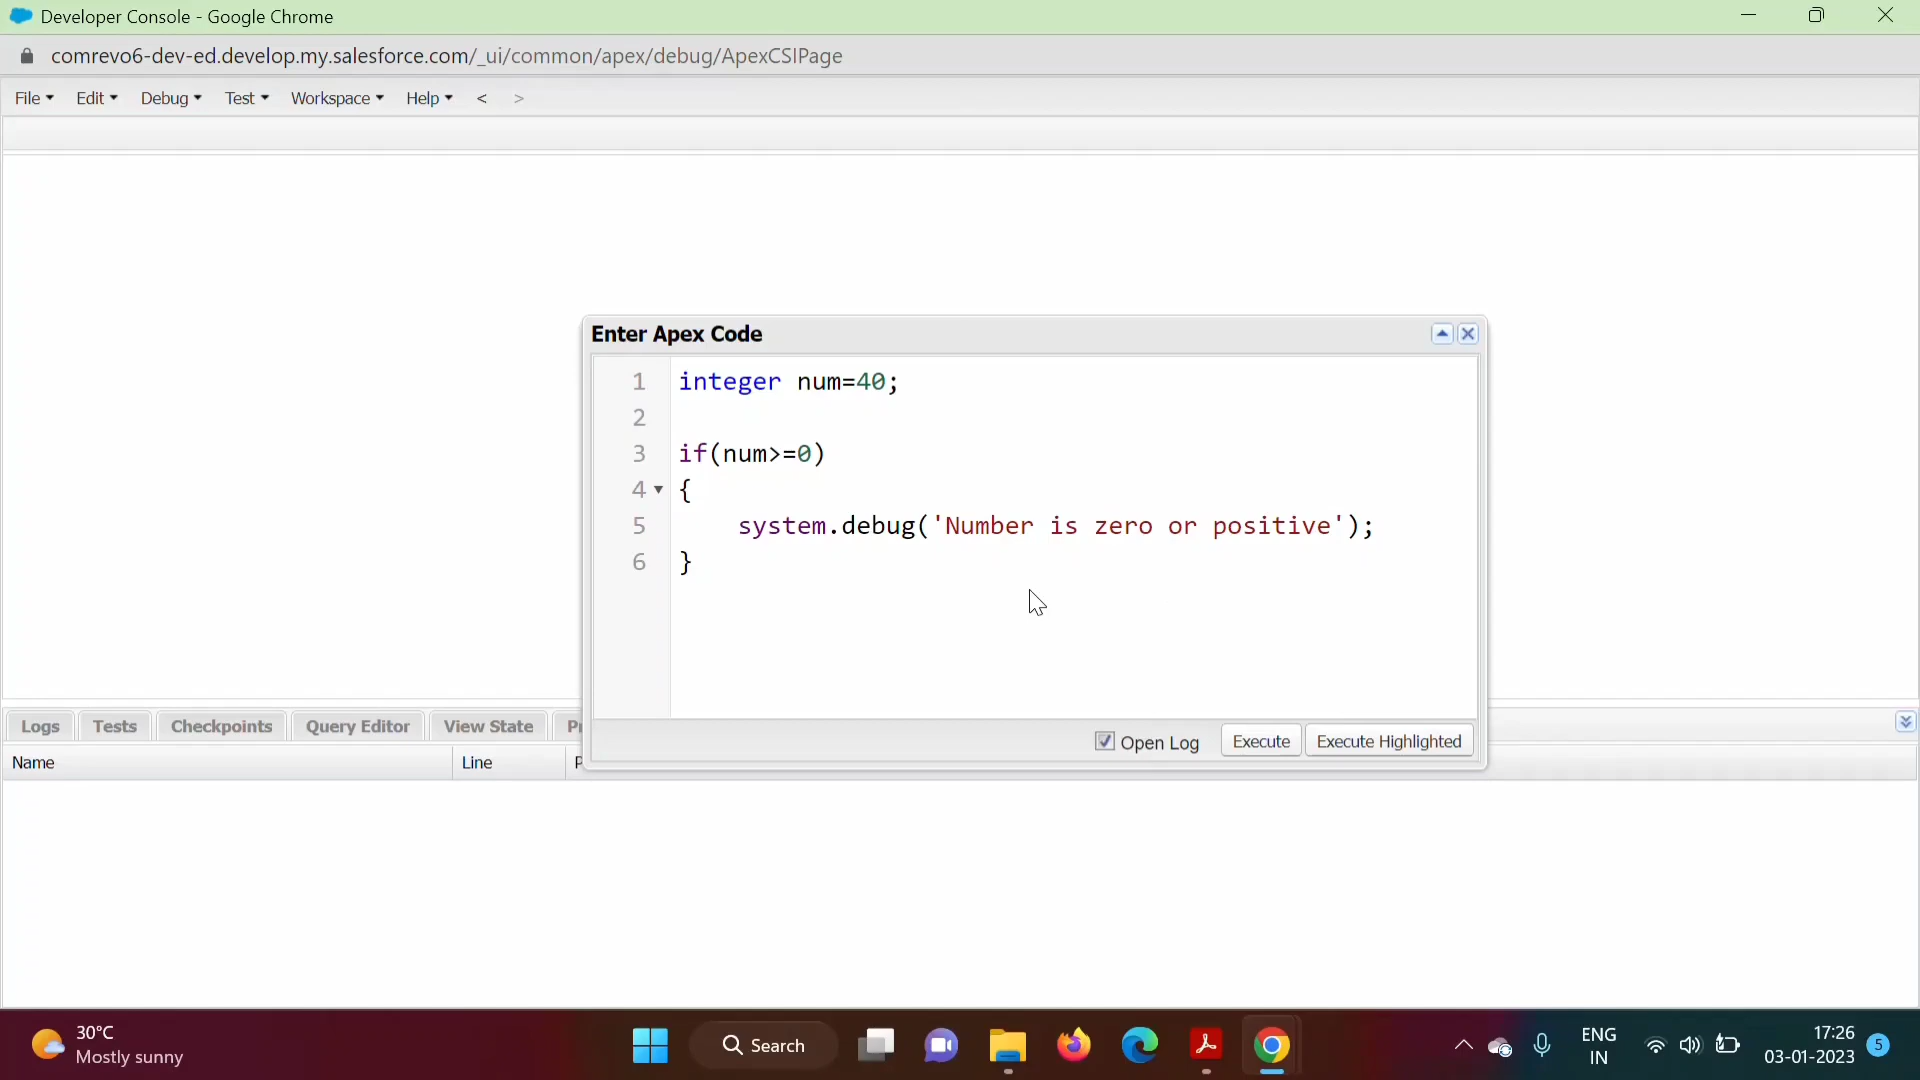 Developer Console - Google Chrome
comrevo6-dev-ed.develop.my.salesforce.com/_ui/common/apex/debug/ApexCSIPage
File Edit Debug Test Workspace Help < >
Enter Apex Code
1 integer num=40;
2
3 if(num>=0)
4 {
5 system.debug('Number is zero or positive');
6 }
Open Log Execute Execute Highlighted
Logs Tests Checkpoints Query Editor View State
Name Line
30°C
Mostly sunny
Search
ENG
IN
17:26
03-01-2023
5